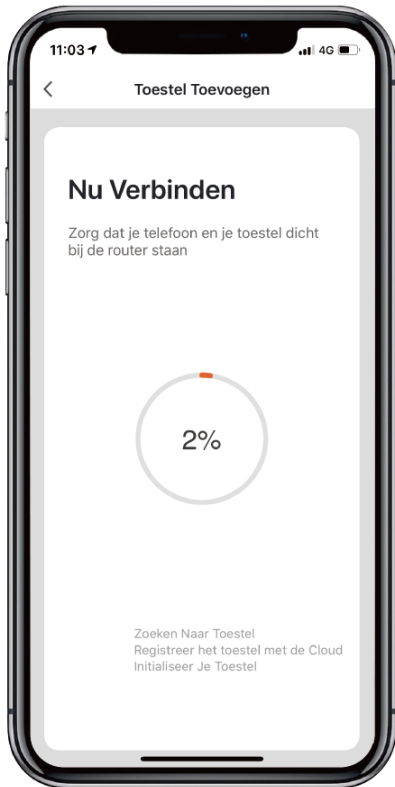 11:03 4G
Toestel Toevoegen
Nu Verbinden
Zorg dat je telefoon en je toestel dicht
bij de router staan
2%
Zoeken Naar Toestel
Registreer het toestel met de Cloud
Initialiseer Je Toestel